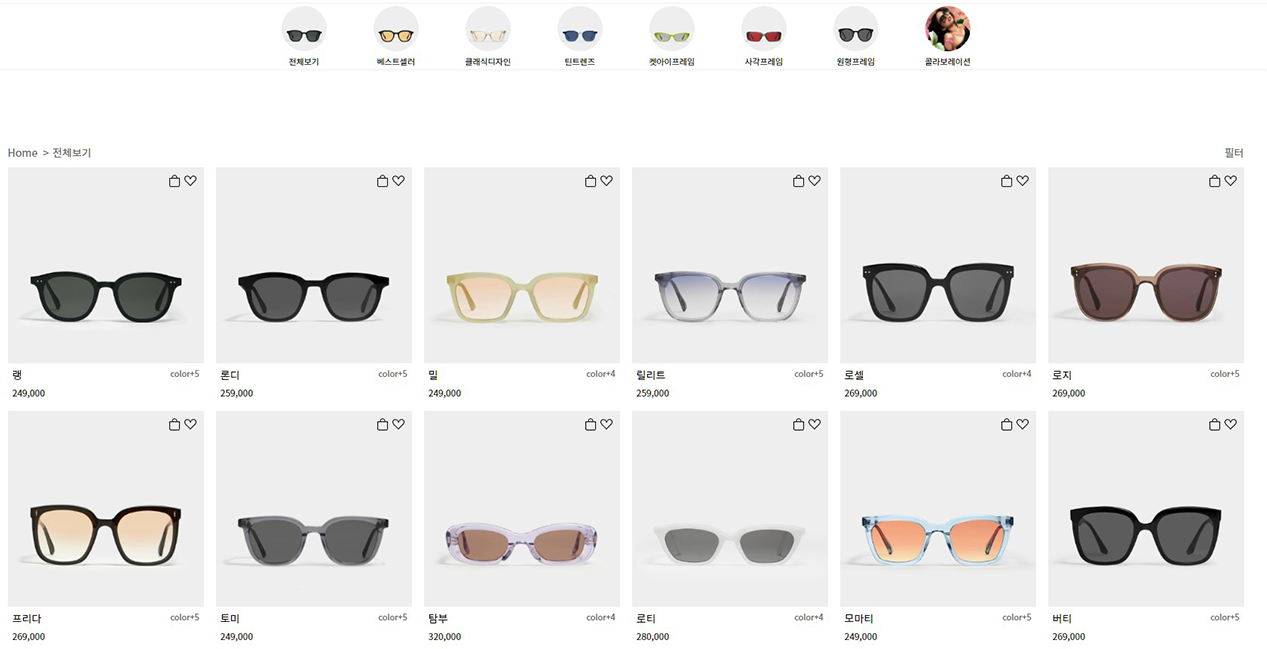 전체보기 베스트셀러 클래식디자인 틴트렌즈 캣아이프레임 사각프레임 원형프레임 콜라보레이션
Home > 전체보기 필터
랭 color+5 론디 color+5 밀 color+4 릴리트 color+5 로셀 color+4 로지 color+5
249,000 259,000 249,000 259,000 269,000 269,000
프리다 color+5 토미 color+5 탐부 color+4 로티 color+4 모마티 color+5 버티 color+5
269,000 249,000 320,000 280,000 249,000 269,000